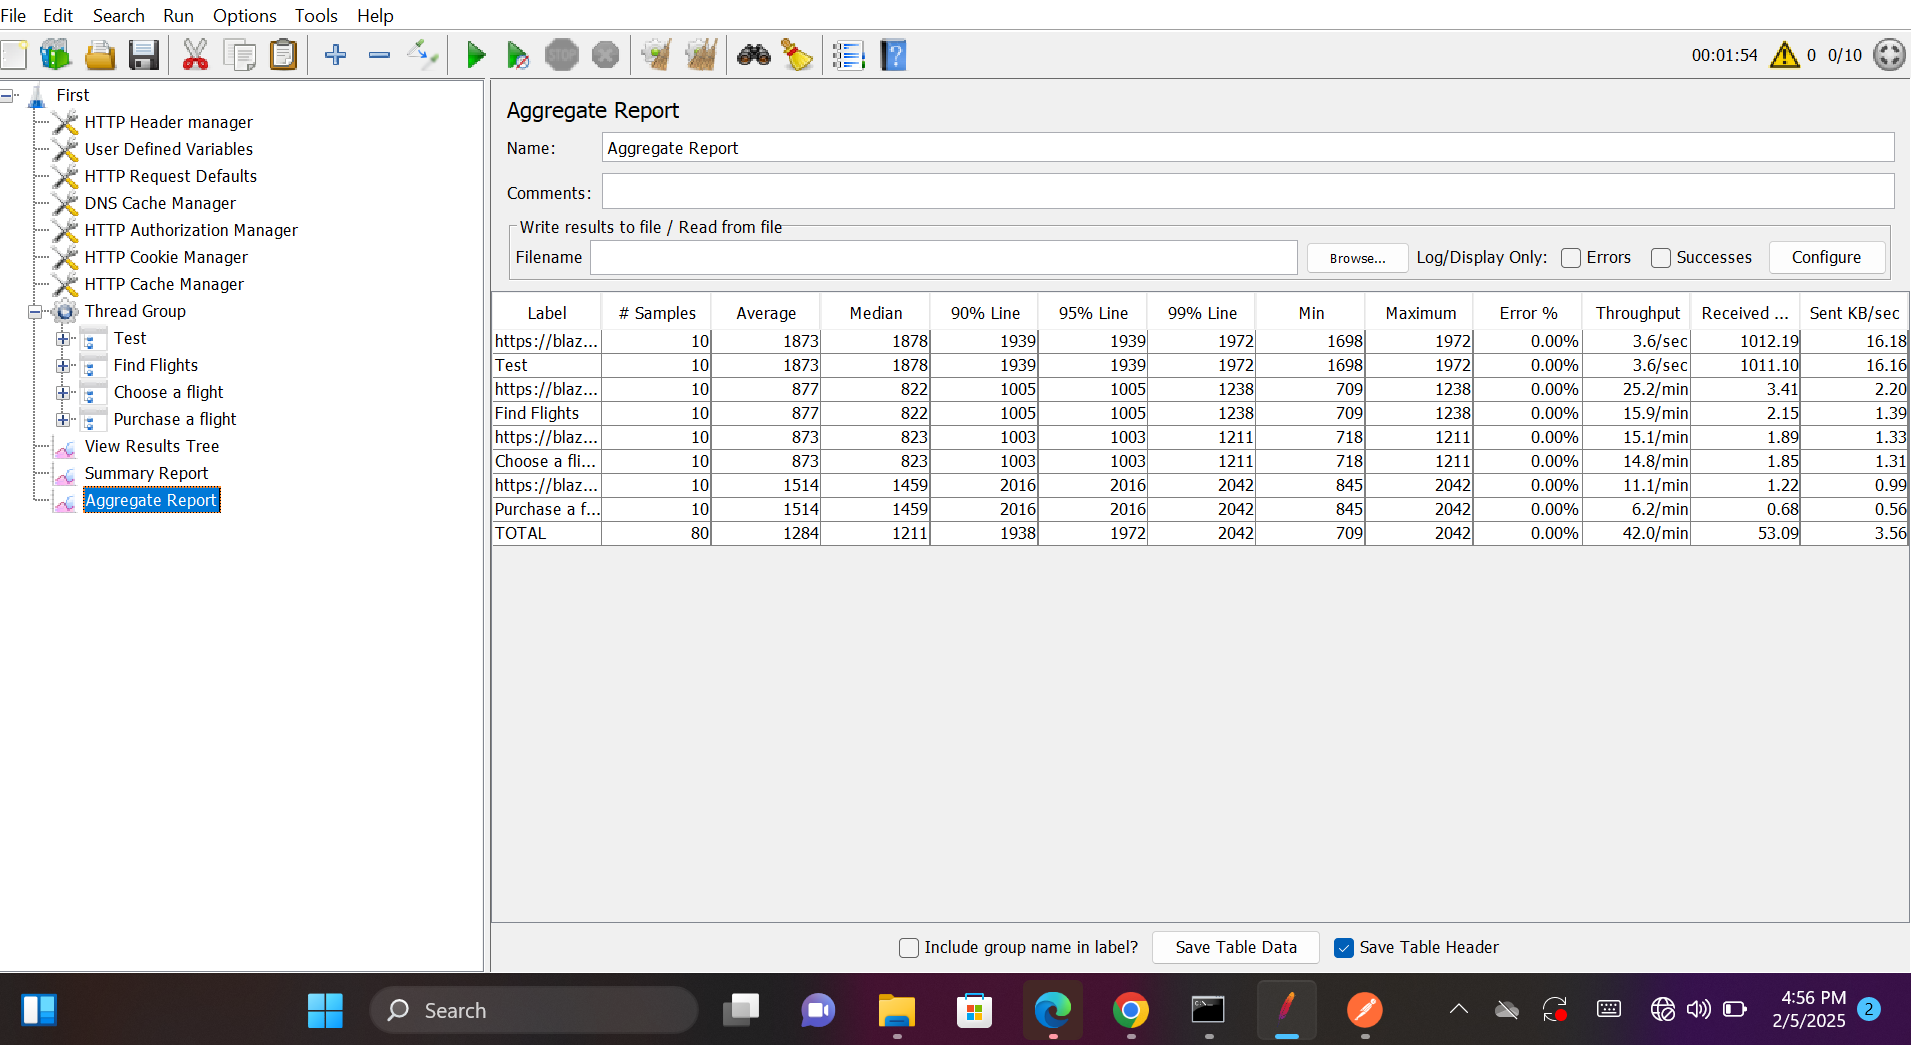 File Edit Search Run Options Tools Help
STOP 00:01:54 0 0/10
First
HTTP Header manager
User Defined Variables
HTTP Request Defaults
DNS Cache Manager
HTTP Authorization Manager
HTTP Cookie Manager
HTTP Cache Manager
Thread Group
Test
Find Flights
Choose a flight
Purchase a flight
View Results Tree
Summary Report
Aggregate Report
Aggregate Report
Name: Aggregate Report
Comments:
Write results to file / Read from file
Filename Browse... Log/Display Only: Errors Successes Configure
Label # Samples Average Median 90% Line 95% Line 99% Line Min Maximum Error % Throughput Received ... Sent KB/sec
https://blaz... 10 1873 1878 1939 1939 1972 1698 1972 0.00% 3.6/sec 1012.19 16.18
Test 10 1873 1878 1939 1939 1972 1698 1972 0.00% 3.6/sec 1011.10 16.16
https://blaz... 10 877 822 1005 1005 1238 709 1238 0.00% 25.2/min 3.41 2.20
Find Flights 10 877 822 1005 1005 1238 709 1238 0.00% 15.9/min 2.15 1.39
https://blaz... 10 873 823 1003 1003 1211 718 1211 0.00% 15.1/min 1.89 1.33
Choose a fli... 10 873 823 1003 1003 1211 718 1211 0.00% 14.8/min 1.85 1.31
https://blaz... 10 1514 1459 2016 2016 2042 845 2042 0.00% 11.1/min 1.22 0.99
Purchase a f... 10 1514 1459 2016 2016 2042 845 2042 0.00% 6.2/min 0.68 0.56
TOTAL 80 1284 1211 1938 1972 2042 709 2042 0.00% 42.0/min 53.09 3.56
Include group name in label? Save Table Data Save Table Header
Search 4:56 PM
2/5/2025 2